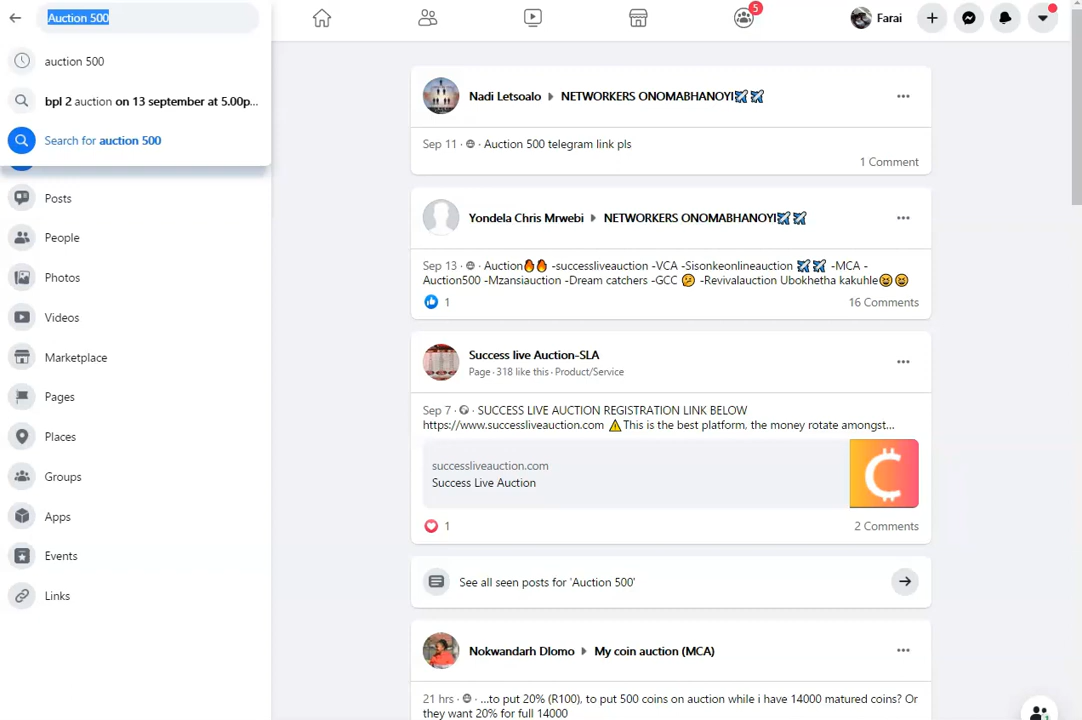 Auction 500
auction 500
bpl 2 auction on 13 september at 5.00p...
Search for auction 500
Posts
People
Photos
Videos
Marketplace
Pages
Places
Groups
Apps
Events
Links
5
Farai
Nadi Letsoalo ▶ NETWORKERS ONOMABHANOYI✈️ ✈️
Sep 11 · Auction 500 telegram link pls
1 Comment
Yondela Chris Mrwebi ▶ NETWORKERS ONOMABHANOYI✈️ ✈️
Sep 13 · Auction🔥🔥 -successliveauction -VCA -Sisonkeonlineauction ✈️ ✈️ -MCA -
Auction500 -Mzansiauction -Dream catchers -GCC 🫤 -Revivalauction Ubokhetha kakuhle😆😆
1
16 Comments
Success live Auction-SLA
Page · 318 like this · Product/Service
Sep 7 · SUCCESS LIVE AUCTION REGISTRATION LINK BELOW
https://www.successliveauction.com ⚠️This is the best platform, the money rotate amongst...
successliveauction.com
Success Live Auction
1
2 Comments
See all seen posts for 'Auction 500'
Nokwandarh Dlomo ▶ My coin auction (MCA)
21 hrs · ...to put 20% (R100), to put 500 coins on auction while i have 14000 matured coins? Or
they want 20% for full 14000
1